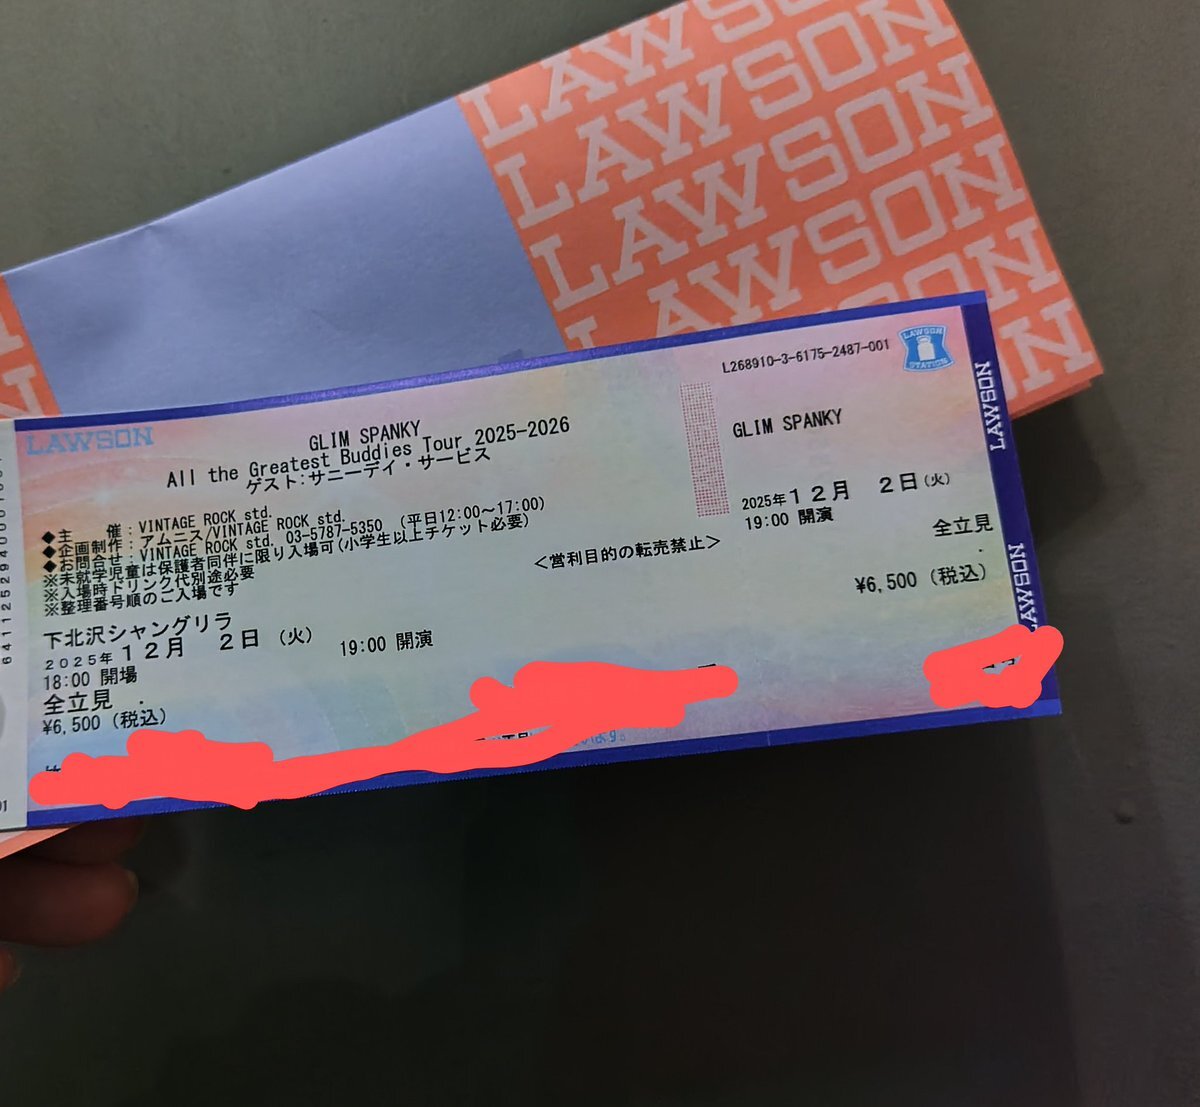 LAWSON
LAWSON
LAWSON
LAWSON
LAWSON
L268910-3-6175-2487-001
LAWSON
STATION
LAWSON
GLIM SPANKY
All the Greatest Buddies Tour 2025-2026
ゲスト:サニーデイ・サービス
◆主　　催:VINTAGE ROCK std.
◆企画制作:アムニス/VINTAGE ROCK std.
◆お問合せ:VINTAGE ROCK std. 03-5787-5350 (平日12:00〜17:00)
※未就学児童は保護者同伴に限り入場可(小学生以上チケット必要)
※入場時ドリンク代別途必要
※整理番号順のご入場です
<営利目的の転売禁止>
下北沢シャングリラ
2025年12月 2日 (火) 19:00 開演
18:00 開場
全立見 .
¥6,500 (税込)
GLIM SPANKY
2025年12月 2日(火)
19:00 開演
全立見
.
¥6,500 (税込)
LAWSON
LAWSON